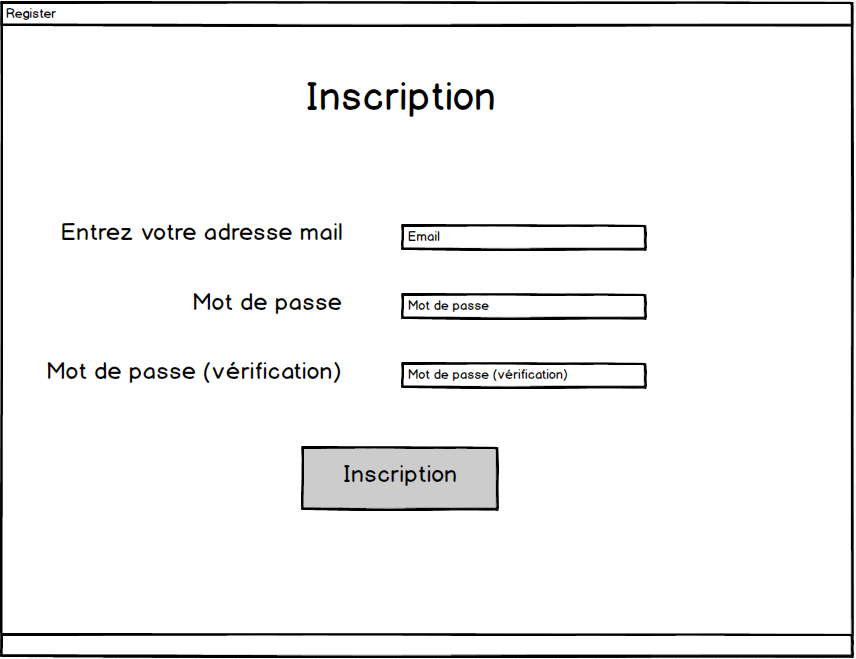 Register
Inscription
Entrez votre adresse mail
Email
Mot de passe
Mot de passe
Mot de passe (vérification)
Mot de passe (vérification)
Inscription